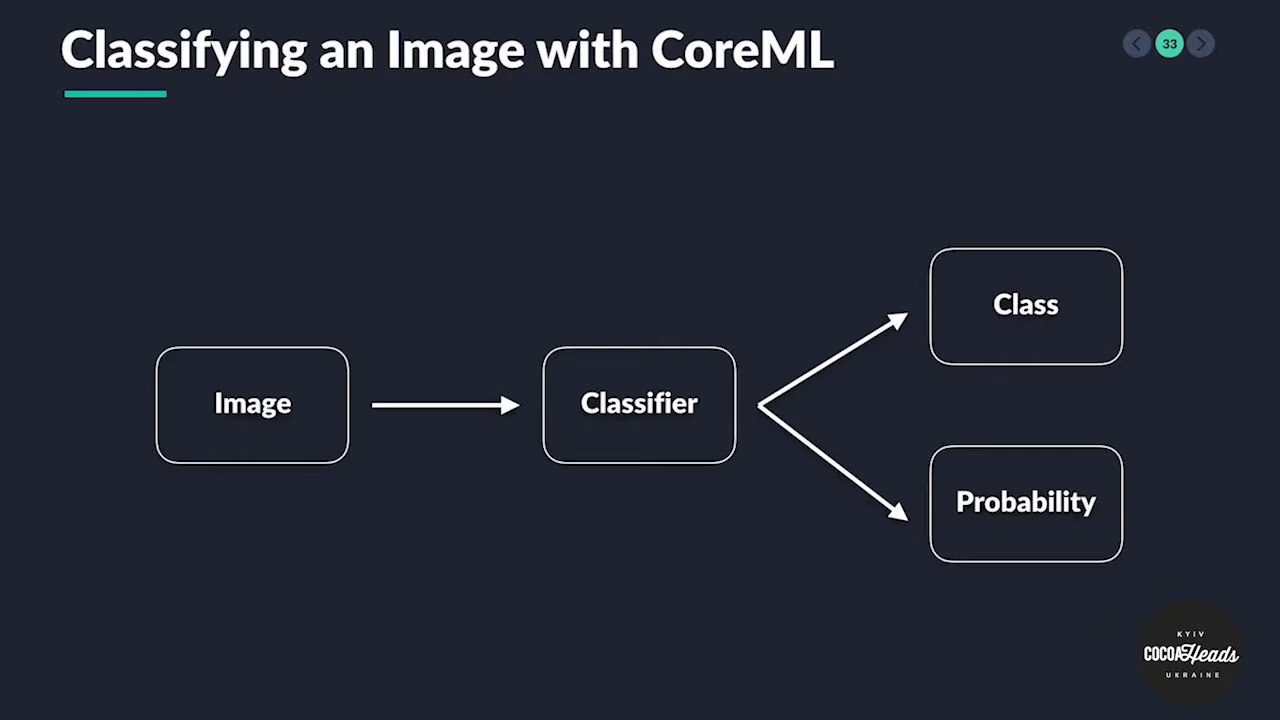 Classifying an Image with CoreML
33
Image
Classifier
Class
Probability
KYIV
COCOAHeads
UKRAINE